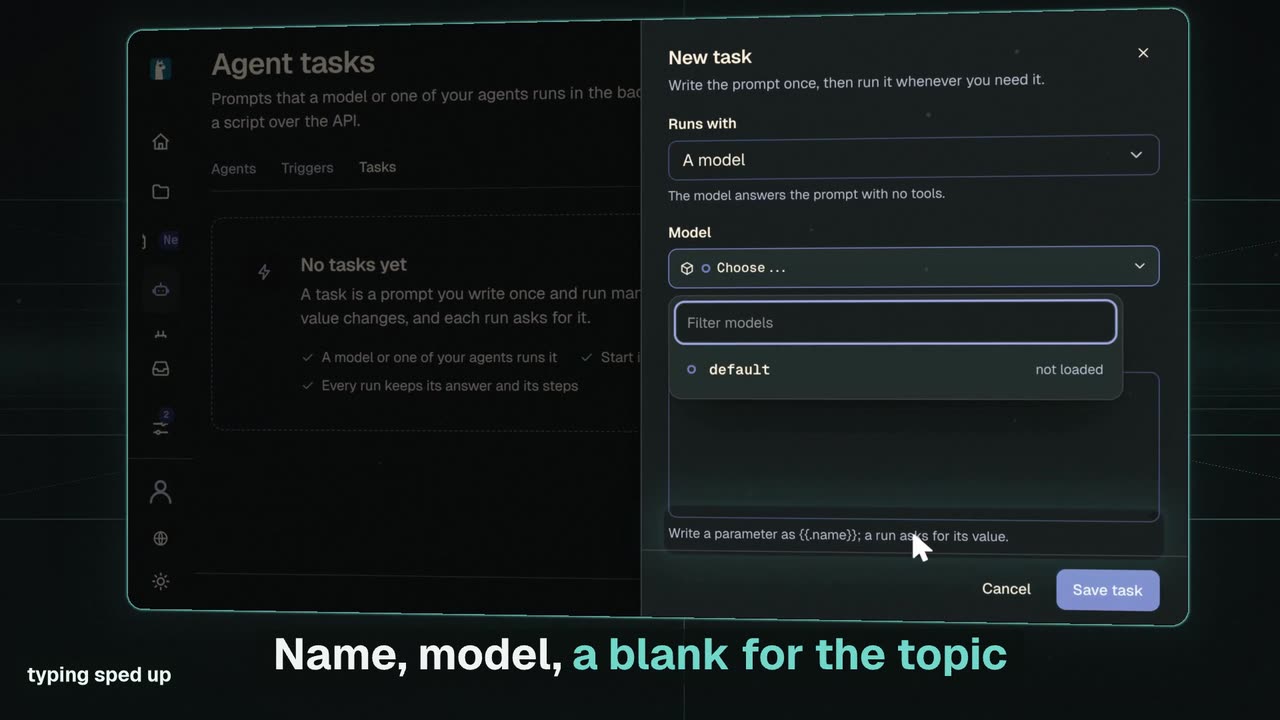 Agent tasks
Prompts that a model or one of your agents runs in the bac
a script over the API.
Agents Triggers Tasks
Ne
2
No tasks yet
A task is a prompt you write once and run mar
value changes, and each run asks for it.
A model or one of your agents runs it Start i
Every run keeps its answer and its steps
New task
Write the prompt once, then run it whenever you need it.
Runs with
A model
The model answers the prompt with no tools.
Model
Choose ...
Filter models
default not loaded
Write a parameter as {{.name}}; a run asks for its value.
Cancel Save task
Name, model, a blank for the topic
typing sped up